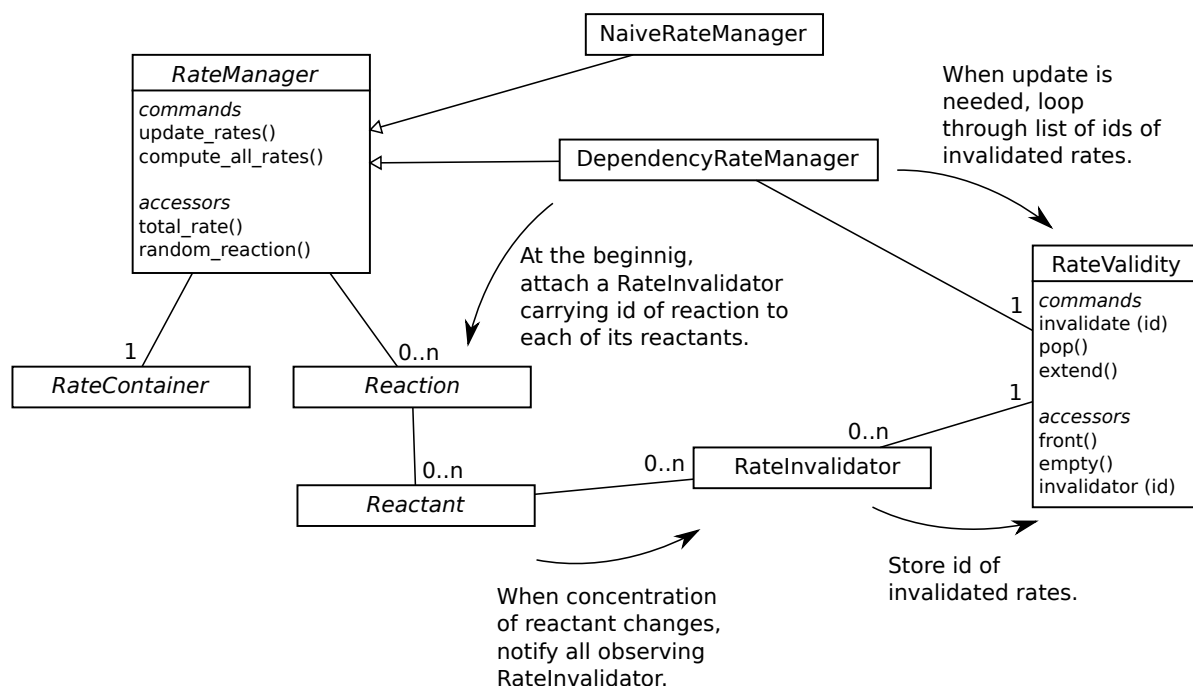 NaiveRateManager
RateManager
commands
update_rates()
compute_all_rates()
accessors
total_rate()
random_reaction()
DependencyRateManager
When update is
needed, loop
through list of ids of
invalidated rates.
At the beginnig,
attach a RateInvalidator
carrying id of reaction to
each of its reactants.
RateValidity
commands
invalidate (id)
pop()
extend()
accessors
front()
empty()
invalidator (id)
1
1
1
0..n
RateContainer
Reaction
0..n
0..n
0..n
RateInvalidator
Reactant
When concentration
of reactant changes,
notify all observing
RateInvalidator.
Store id of
invalidated rates.